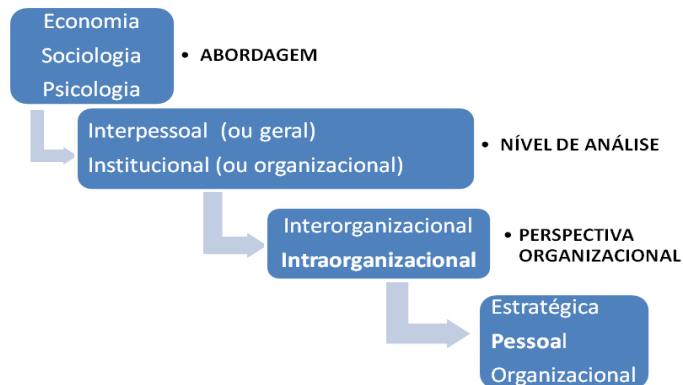 Economia
Sociologia
Psicologia
• ABORDAGEM
Interpessoal (ou geral)
Institucional (ou organizacional)
• NÍVEL DE ANÁLISE
Interorganizacional
Intraorganizacional
• PERSPECTIVA
ORGANIZACIONAL
Estratégica
Pessoal
Organizacional